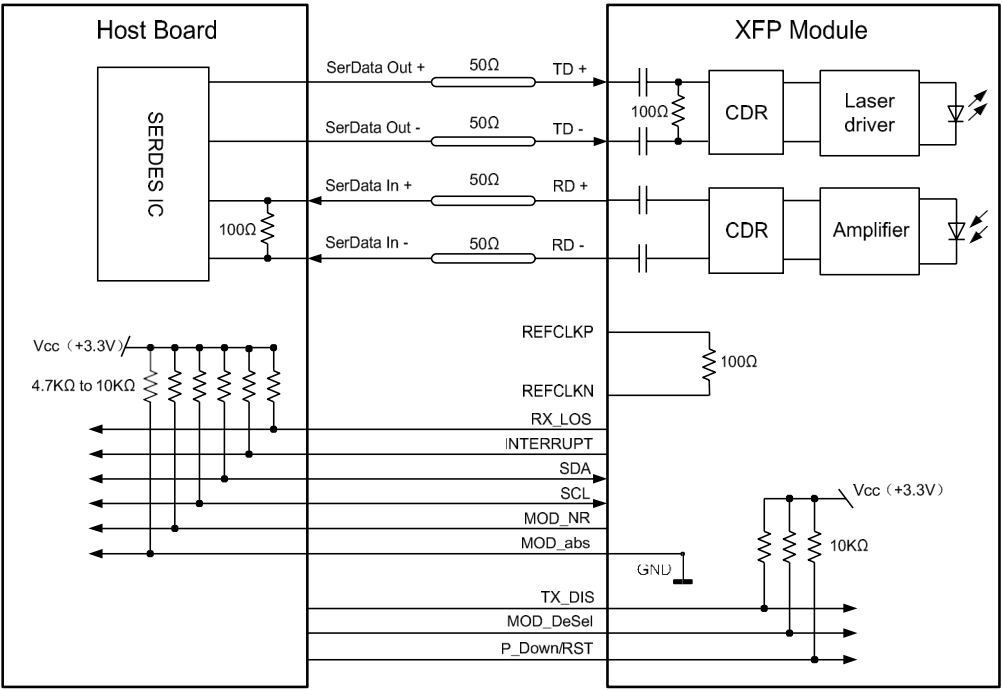 Host Board
XFP Module
SerData Out +
50Ω
TD +
SerData Out -
50Ω
TD -
SerData In +
50Ω
RD +
SerData In -
50Ω
RD -
SERDES IC
100Ω
100Ω
CDR
Laser
driver
CDR
Amplifier
REFCLKP
100Ω
REFCLKN
Vcc（+3.3V）
4.7KΩ to 10KΩ
RX_LOS
INTERRUPT
SDA
SCL
MOD_NR
MOD_abs
GND
Vcc（+3.3V）
10KΩ
TX_DIS
MOD_DeSel
P_Down/RST